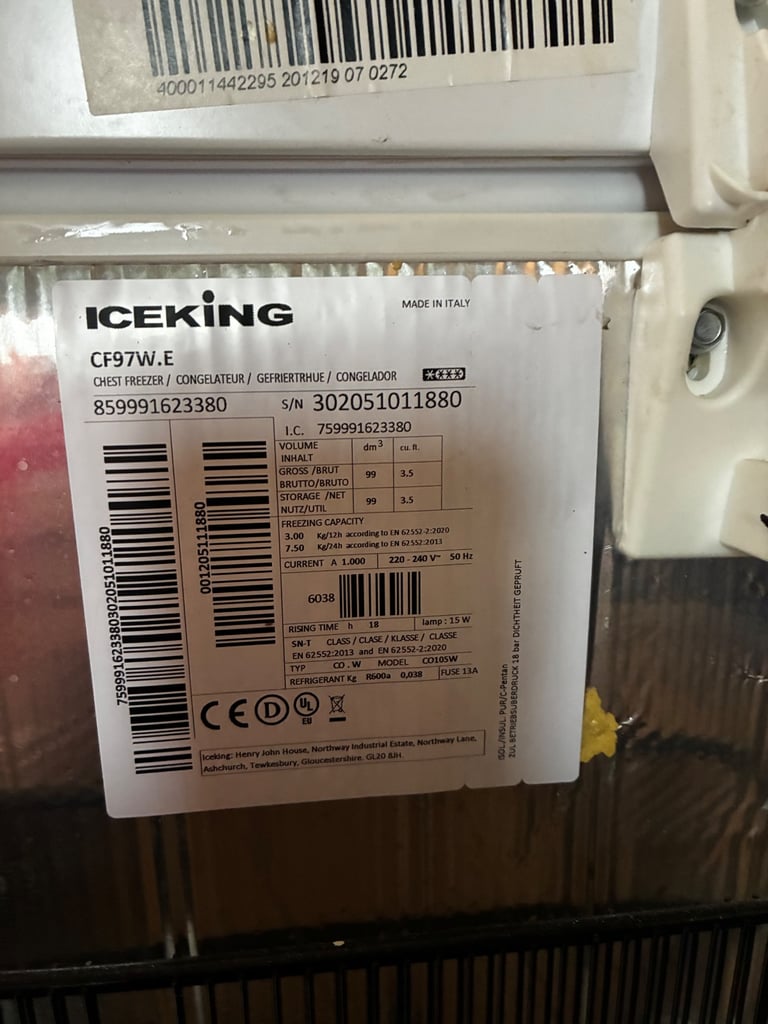 400011442295 201219 07 0272
ICEKING
MADE IN ITALY
CF97W.E
CHEST FREEZER / CONGELATEUR / GEFRIERTRHUE / CONGELADOR
859991623380 S/N 302051011880
I.C. 759991623380
VOLUME INHALT dm3 cu. ft.
GROSS /BRUT BRUTTO/BRUTO 99 3.5
STORAGE /NET NUTZ/UTIL 99 3.5
FREEZING CAPACITY
3.00 Kg/12h according to EN 62552-2:2020
7.50 Kg/24h according to EN 62552:2013
CURRENT A 1.000 220 - 240 V~ 50 Hz
6038
RISING TIME h 18 lamp : 15 W
SN-T CLASS / CLASE / KLASSE / CLASSE
EN 62552:2013 and EN 62552-2:2020
TYP CO . W MODEL CO105W
REFRIGERANT Kg R600a 0,038 FUSE 13A
759991623380302051011880
001205111880
CE D UL EU
Iceking: Henry John House, Northway Industrial Estate, Northway Lane,
Ashchurch, Tewkesbury, Gloucestershire. GL20 8JH.
ISOL./INSUL. PUR/C-Pentan
ZUL BETRIEBSUBERDRUCK 18 bar DICHTHEIT GEPRUFT